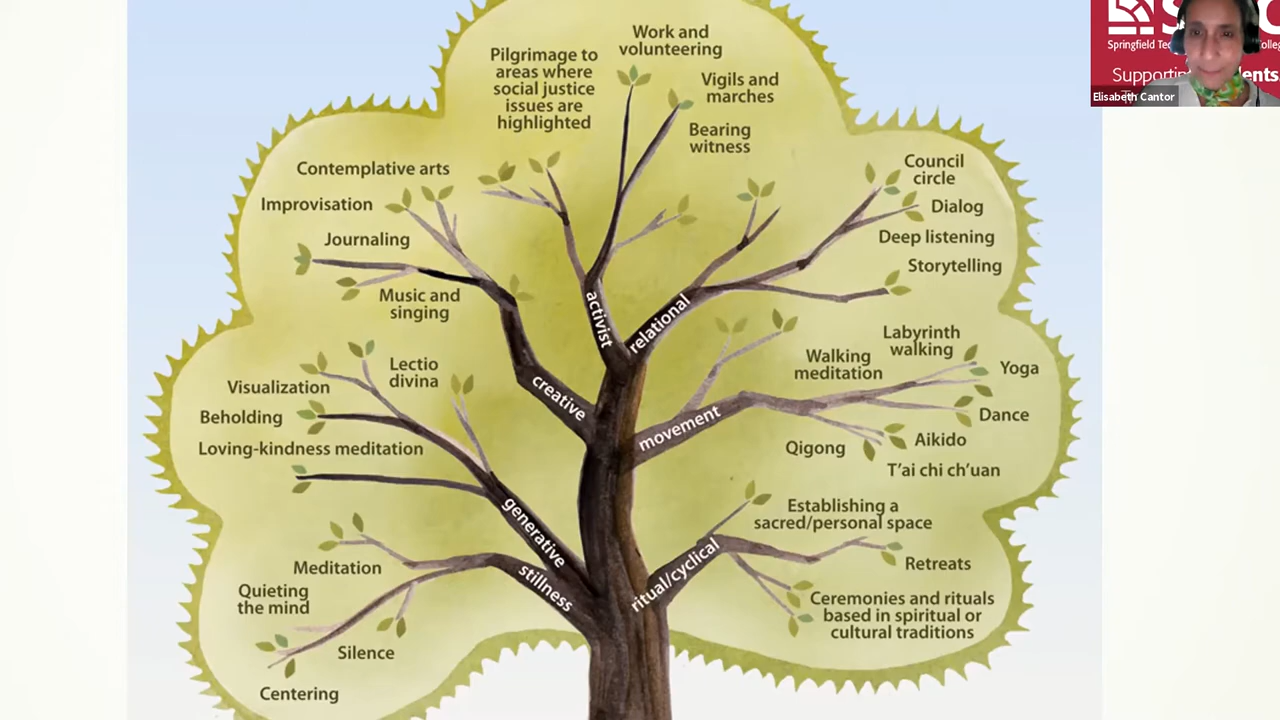 Work and
volunteering
Pilgrimage to
areas where
social justice
issues are
highlighted
Vigils and
marches
Bearing
witness
Contemplative arts
Improvisation
Journaling
Music and
singing
Council
circle
Dialog
Deep listening
Storytelling
activist
relational
Labyrinth
walking
Walking
meditation
Yoga
Dance
Aikido
Qigong
T'ai chi ch'uan
creative
movement
Lectio
divina
Visualization
Beholding
Loving-kindness meditation
generative
Establishing a
sacred/personal space
Retreats
Ceremonies and rituals
based in spiritual or
cultural traditions
ritual/cyclical
stillness
Meditation
Quieting
the mind
Silence
Centering
Springfield
Elisabeth Cantor